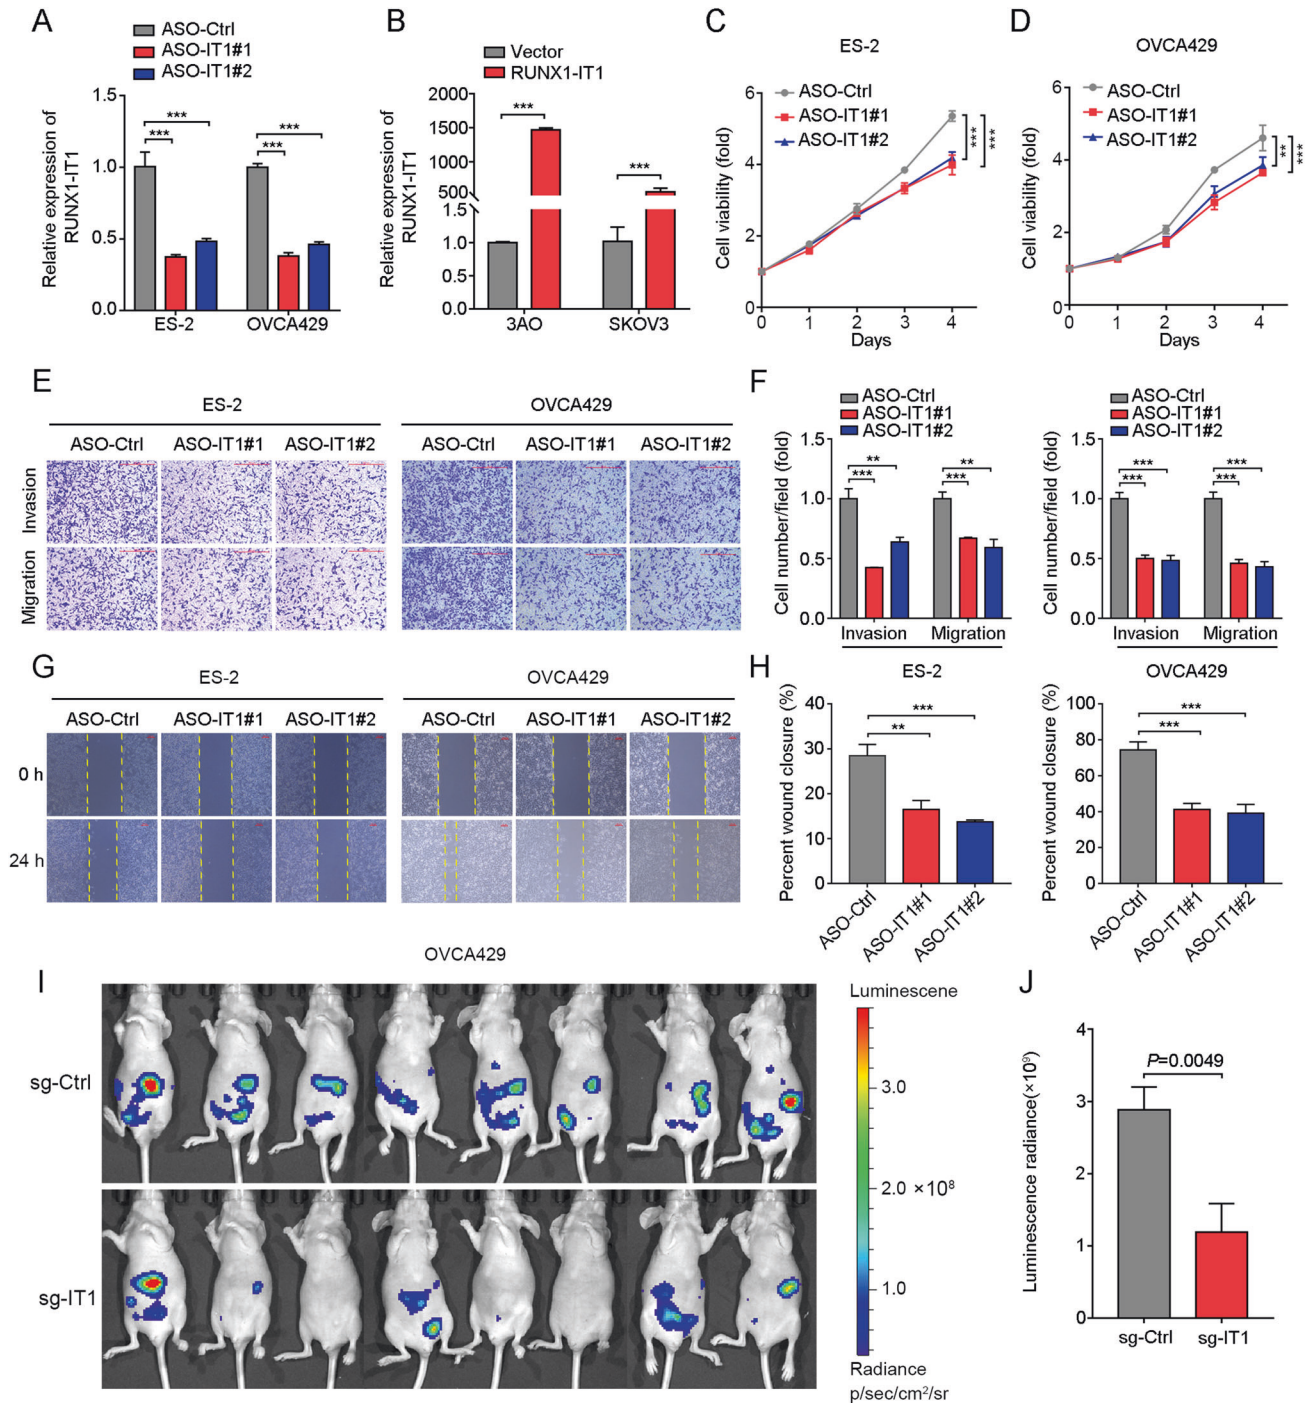 A
ASO-Ctrl
ASO-IT1#1
ASO-IT1#2
Relative expression of
RUNX1-IT1
1.5
1.0
0.5
0.0
***
***
***
***
ES-2
OVCA429
B
Vector
RUNX1-IT1
Relative expression of
RUNX1-IT1
2000
1500
1000
500
1.5
1.0
0.5
0.0
***
***
3AO
SKOV3
C
ES-2
ASO-Ctrl
ASO-IT1#1
ASO-IT1#2
Cell viability (fold)
6
4
2
0
***
***
0 1 2 3 4
Days
D
OVCA429
ASO-Ctrl
ASO-IT1#1
ASO-IT1#2
Cell viability (fold)
6
4
2
0
**
***
0 1 2 3 4
Days
E
ES-2
OVCA429
ASO-Ctrl ASO-IT1#1 ASO-IT1#2
ASO-Ctrl ASO-IT1#1 ASO-IT1#2
Invasion
Migration
F
ASO-Ctrl
ASO-IT1#1
ASO-IT1#2
Cell number/field (fold)
1.5
1.0
0.5
0.0
**
***
**
***
Invasion Migration
ES-2
ASO-Ctrl
ASO-IT1#1
ASO-IT1#2
Cell number/field (fold)
1.5
1.0
0.5
0.0
***
***
***
***
Invasion Migration
OVCA429
G
ES-2
OVCA429
ASO-Ctrl ASO-IT1#1 ASO-IT1#2
ASO-Ctrl ASO-IT1#1 ASO-IT1#2
0 h
24 h
H
Percent wound closure (%)
40
30
20
10
0
***
**
ASO-Ctrl
ASO-IT1#1
ASO-IT1#2
Percent wound closure (%)
100
80
60
40
20
0
***
***
ASO-Ctrl
ASO-IT1#1
ASO-IT1#2
OVCA429
I
sg-Ctrl
sg-IT1
Luminescene
3.0
2.0 ×10⁸
1.0
Radiance
p/sec/cm²/sr
J
Luminescence radiance(×10⁹)
4
3
2
1
0
P=0.0049
sg-Ctrl sg-IT1